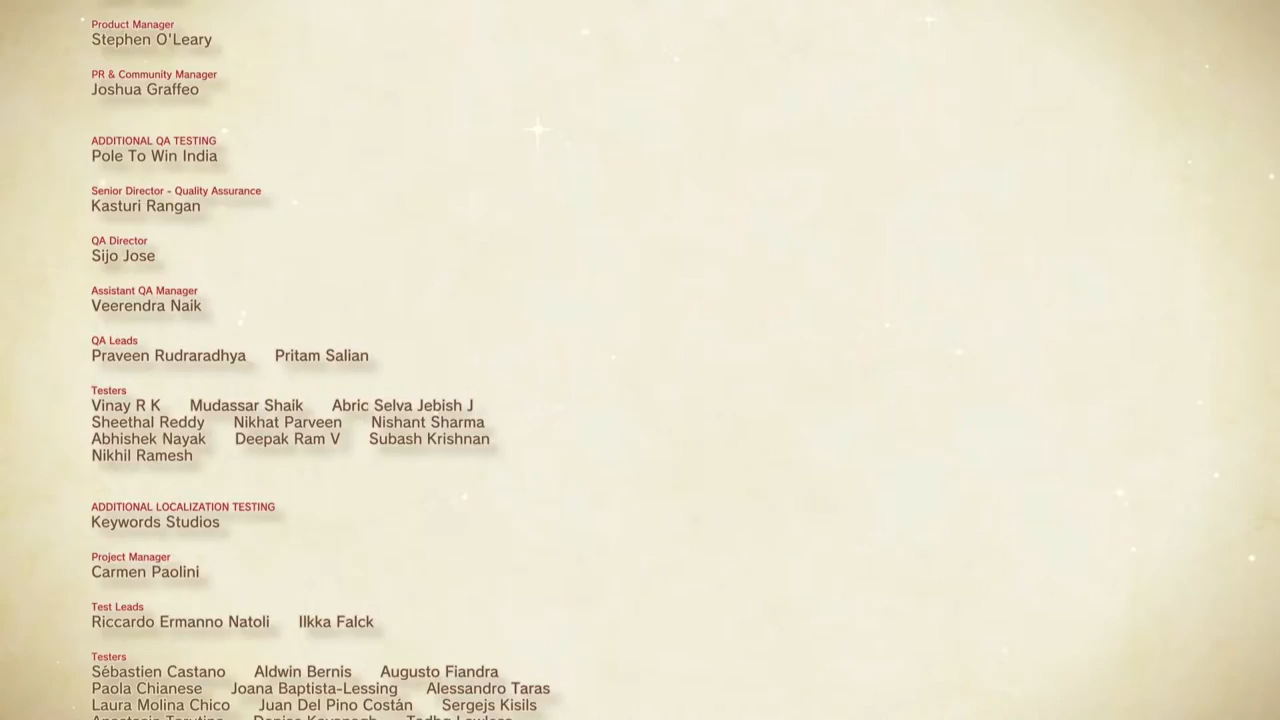 Product Manager
Stephen O'Leary
PR & Community Manager
Joshua Graffeo
ADDITIONAL QA TESTING
Pole To Win India
Senior Director - Quality Assurance
Kasturi Rangan
QA Director
Sijo Jose
Assistant QA Manager
Veerendra Naik
QA Leads
Praveen Rudraradhya Pritam Salian
Testers
Vinay R K Mudassar Shaik Abric Selva Jebish J
Sheethal Reddy Nikhat Parveen Nishant Sharma
Abhishek Nayak Deepak Ram V Subash Krishnan
Nikhil Ramesh
ADDITIONAL LOCALIZATION TESTING
Keywords Studios
Project Manager
Carmen Paolini
Test Leads
Riccardo Ermanno Natoli Ilkka Falck
Testers
Sébastien Castano Aldwin Bernis Augusto Fiandra
Paola Chianese Joana Baptista-Lessing Alessandro Taras
Laura Molina Chico Juan Del Pino Costán Sergejs Kisils